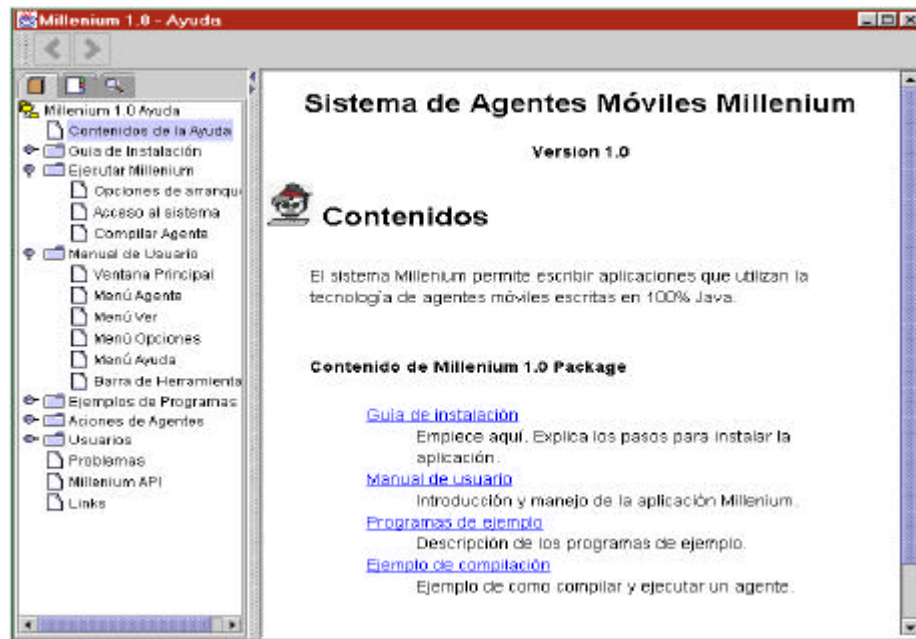 Millenium 1.0 - Ayuda
Millenium 1.0 Ayuda
Contenidos de la Ayuda
Guía de Instalación
Ejecutar Millenium
Opciones de arranqu
Acceso al sistema
Compilar Agente
Manual de Usuario
Ventana Principal
Menú Agente
Menú Ver
Menú Opciones
Menú Ayuda
Barra de Herramienta
Ejemplos de Programas
Aciones de Agentes
Usuarios
Problemas
Millenium API
Links
Sistema de Agentes Móviles Millenium
Version 1.0
Contenidos
El sistema Millenium permite escribir aplicaciones que utilizan la
tecnología de agentes móviles escritas en 100% Java.
Contenido de Millenium 1.0 Package
Guía de instalación
Empiece aquí. Explica los pasos para instalar la
aplicación.
Manual de usuario
Introducción y manejo de la aplicación Millenium.
Programas de ejemplo
Descripción de los programas de ejemplo.
Ejemplo de compilación
Ejemplo de como compilar y ejecutar un agente.